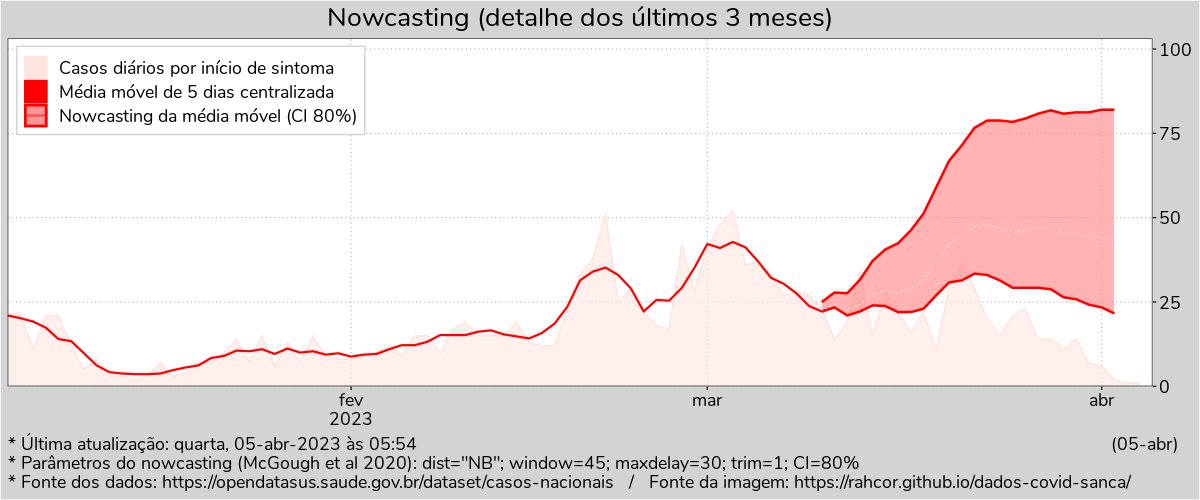 Nowcasting (detalhe dos últimos 3 meses)
Casos diários por início de sintoma
Média móvel de 5 dias centralizada
Nowcasting da média móvel (CI 80%)
100
75
50
25
0
fev
2023
mar
abr
* Última atualização: quarta, 05-abr-2023 às 05:54
(05-abr)
* Parâmetros do nowcasting (McGough et al 2020): dist="NB"; window=45; maxdelay=30; trim=1; CI=80%
* Fonte dos dados: https://opendatasus.saude.gov.br/dataset/casos-nacionais / Fonte da imagem: https://rahcor.github.io/dados-covid-sanca/